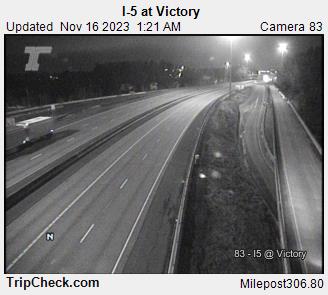 I-5 at Victory
Updated Nov 16 2023 1:21 AM Camera 83
T
N
83 - I5 @ Victory
TripCheck.com Milepost306.80